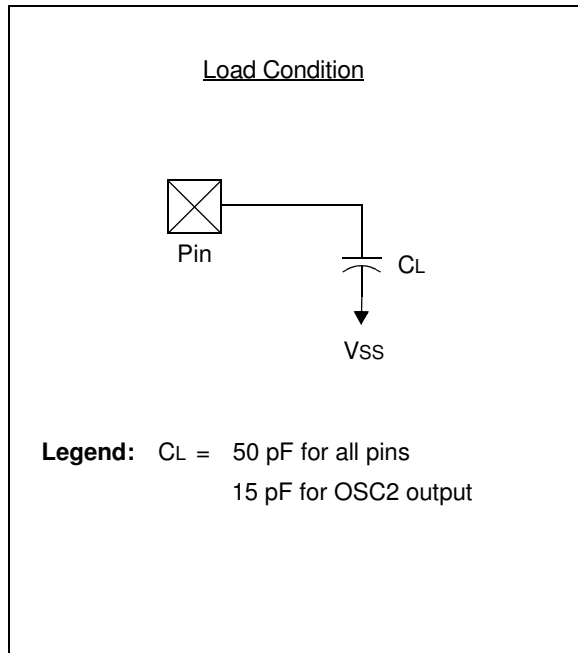 Load Condition
Pin
CL
VSS
Legend: CL = 50 pF for all pins
15 pF for OSC2 output